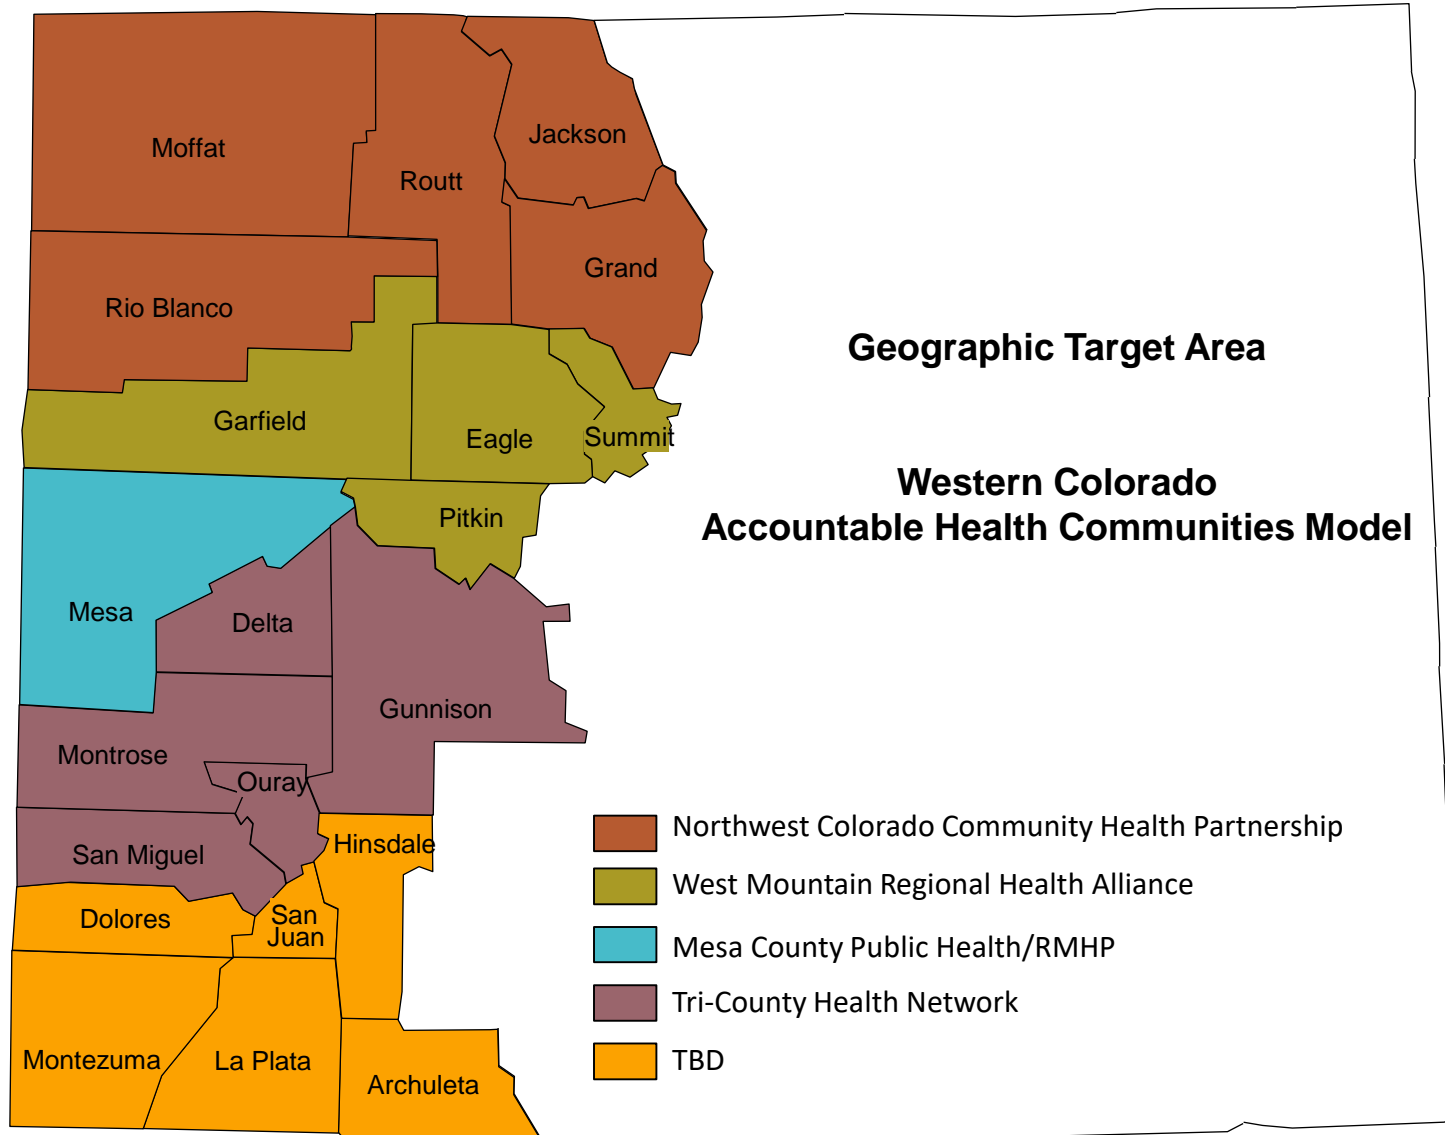 Moffat
Routt
Jackson
Grand
Rio Blanco
Garfield
Eagle
Summit
Pitkin
Mesa
Delta
Gunnison
Montrose
Ouray
San Miguel
Hinsdale
Dolores
San
Juan
Montezuma
La Plata
Archuleta
Geographic Target Area
Western Colorado
Accountable Health Communities Model
Northwest Colorado Community Health Partnership
West Mountain Regional Health Alliance
Mesa County Public Health/RMHP
Tri-County Health Network
TBD